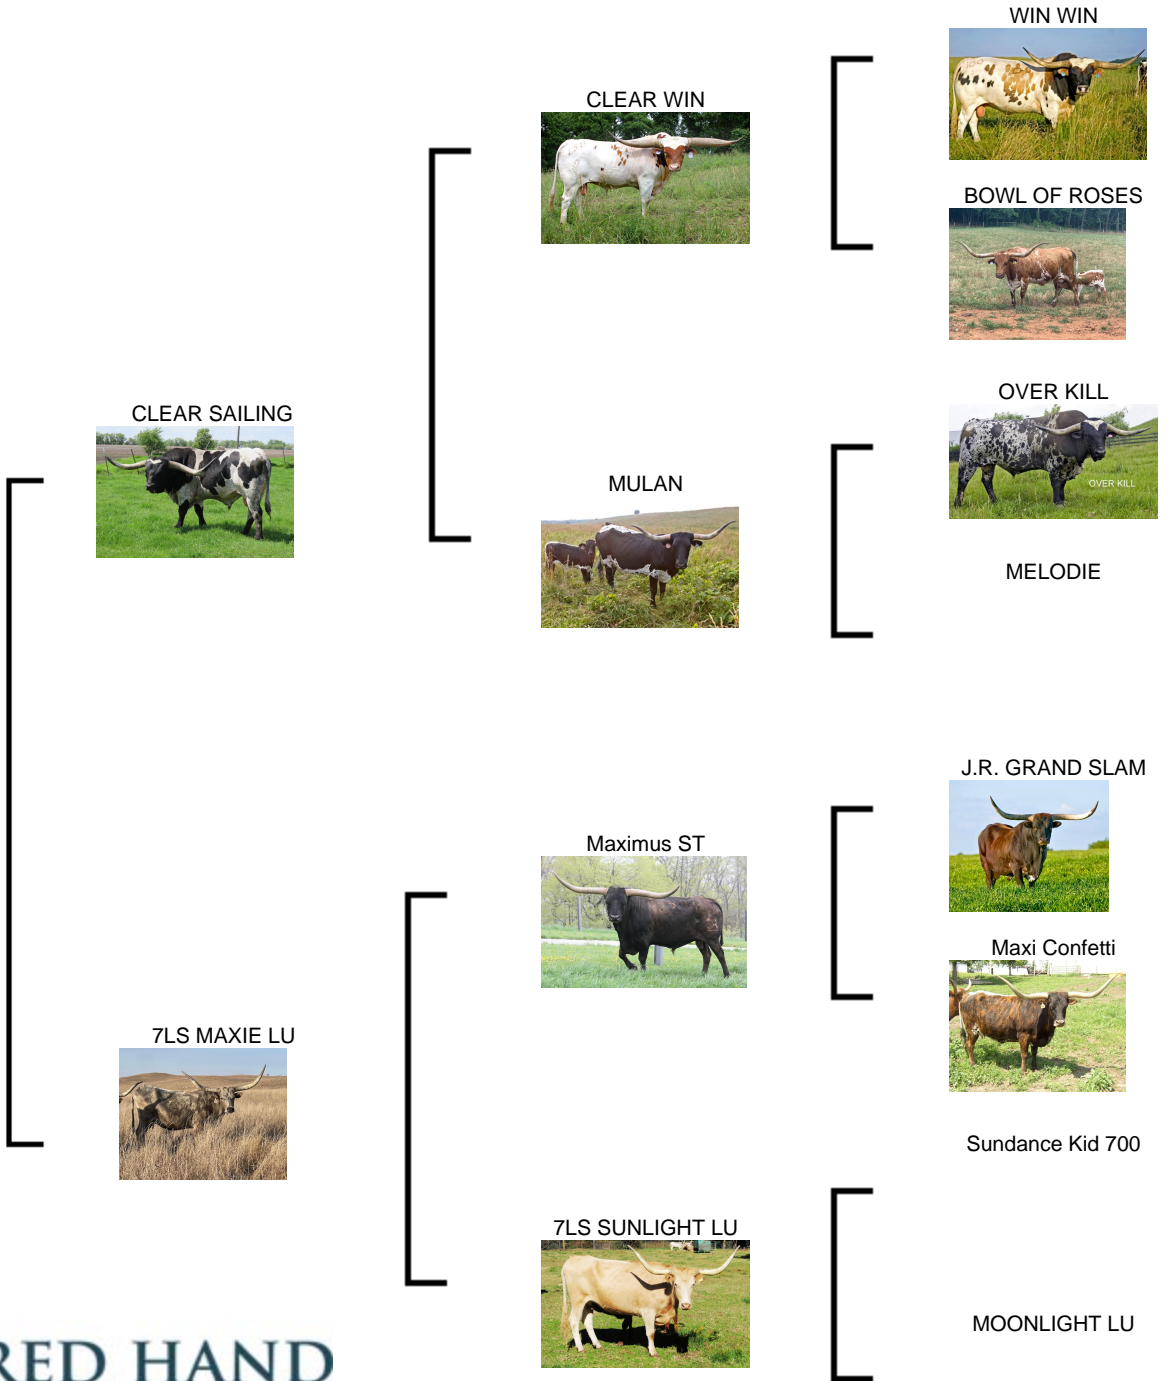 WIN WIN
CLEAR WIN
BOWL OF ROSES
CLEAR SAILING
OVER KILL
OVER KILL
MULAN
MELODIE
J.R. GRAND SLAM
Maximus ST
Maxi Confetti
7LS MAXIE LU
Sundance Kid 700
7LS SUNLIGHT LU
MOONLIGHT LU
RED HAND